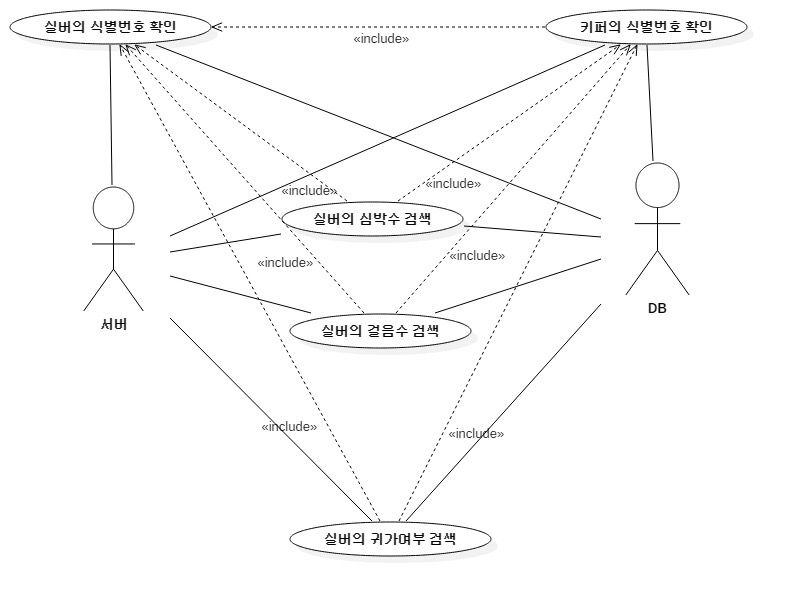 실버의 식별번호 확인
키퍼의 식별번호 확인
«include»
«include»
«include»
실버의 심박수 검색
«include»
«include»
서버
DB
실버의 걸음수 검색
«include»
«include»
실버의 귀가여부 검색